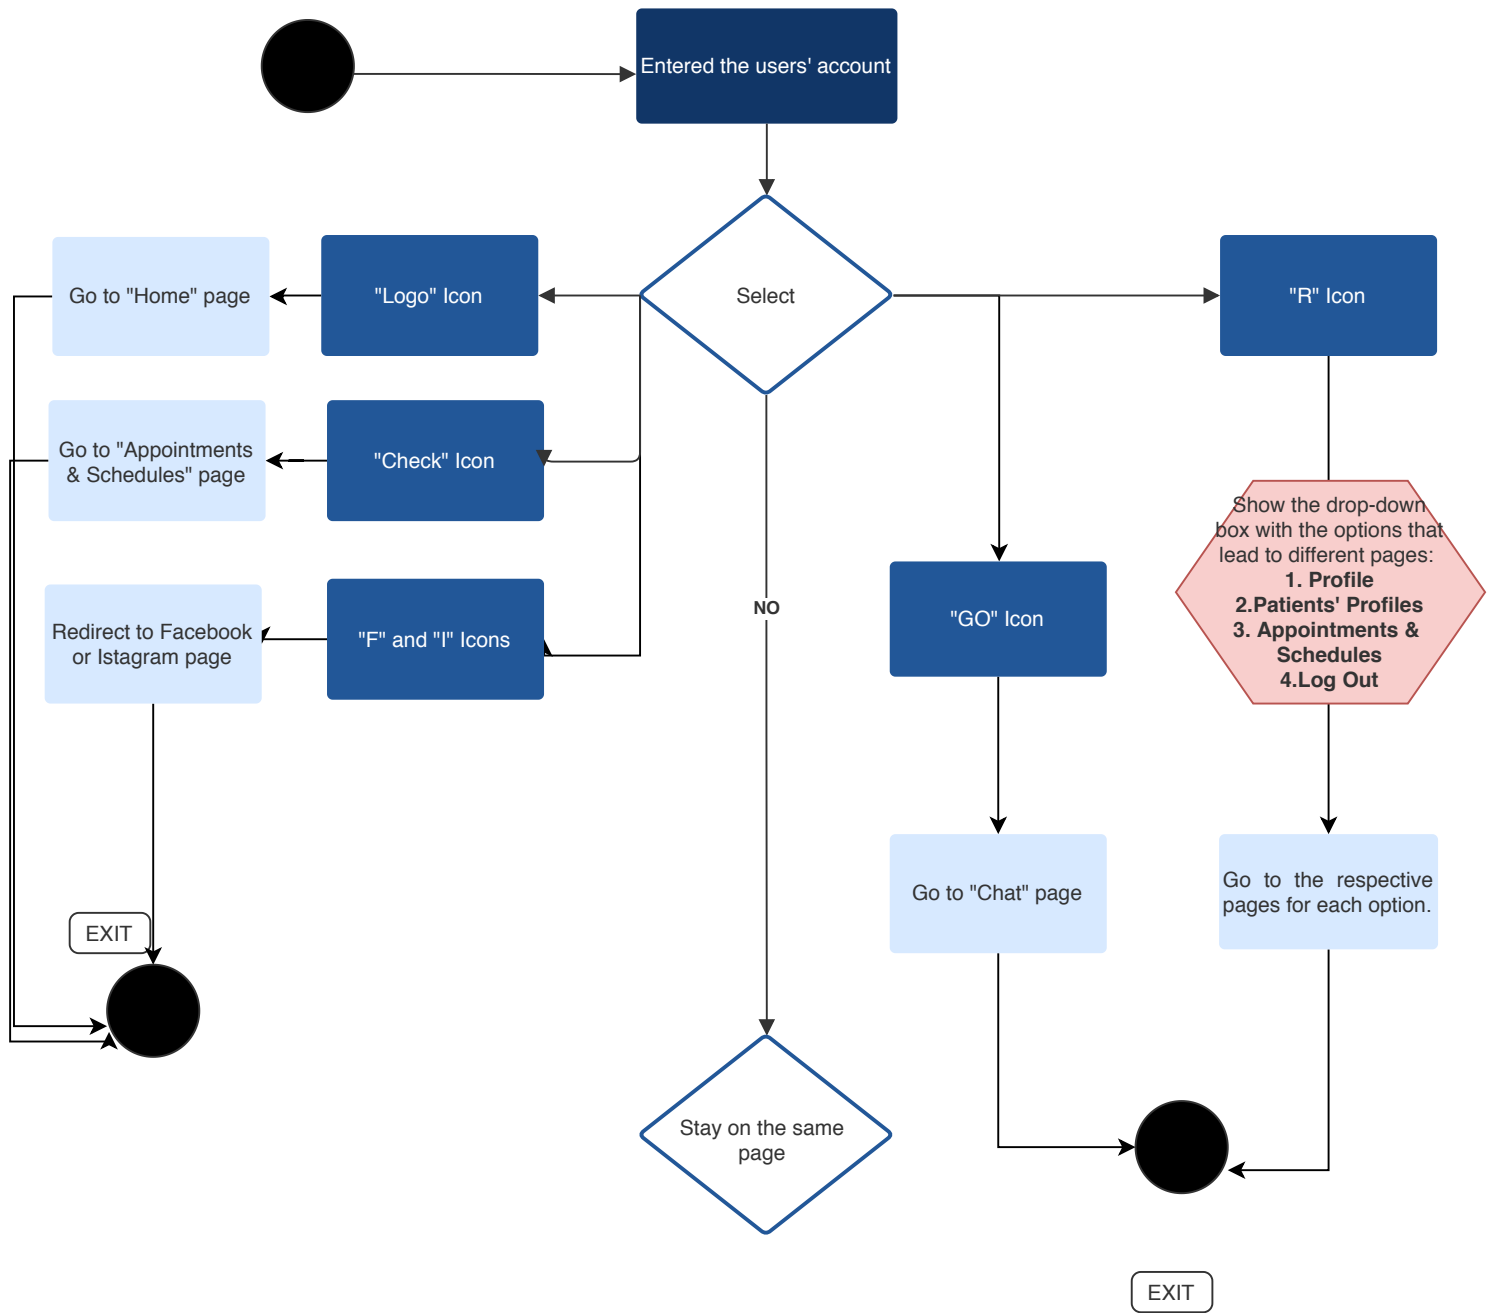 Entered the users' account
Go to "Home" page
"Logo" Icon
Select
"R" Icon
Go to "Appointments
& Schedules" page
"Check" Icon
Show the drop-down
box with the options that
lead to different pages:
1. Profile
2.Patients' Profiles
3. Appointments &
Schedules
4.Log Out
Redirect to Facebook
or Istagram page
"F" and "I" Icons
NO
"GO" Icon
Go to "Chat" page
Go to the respective
pages for each option.
EXIT
Stay on the same
page
EXIT